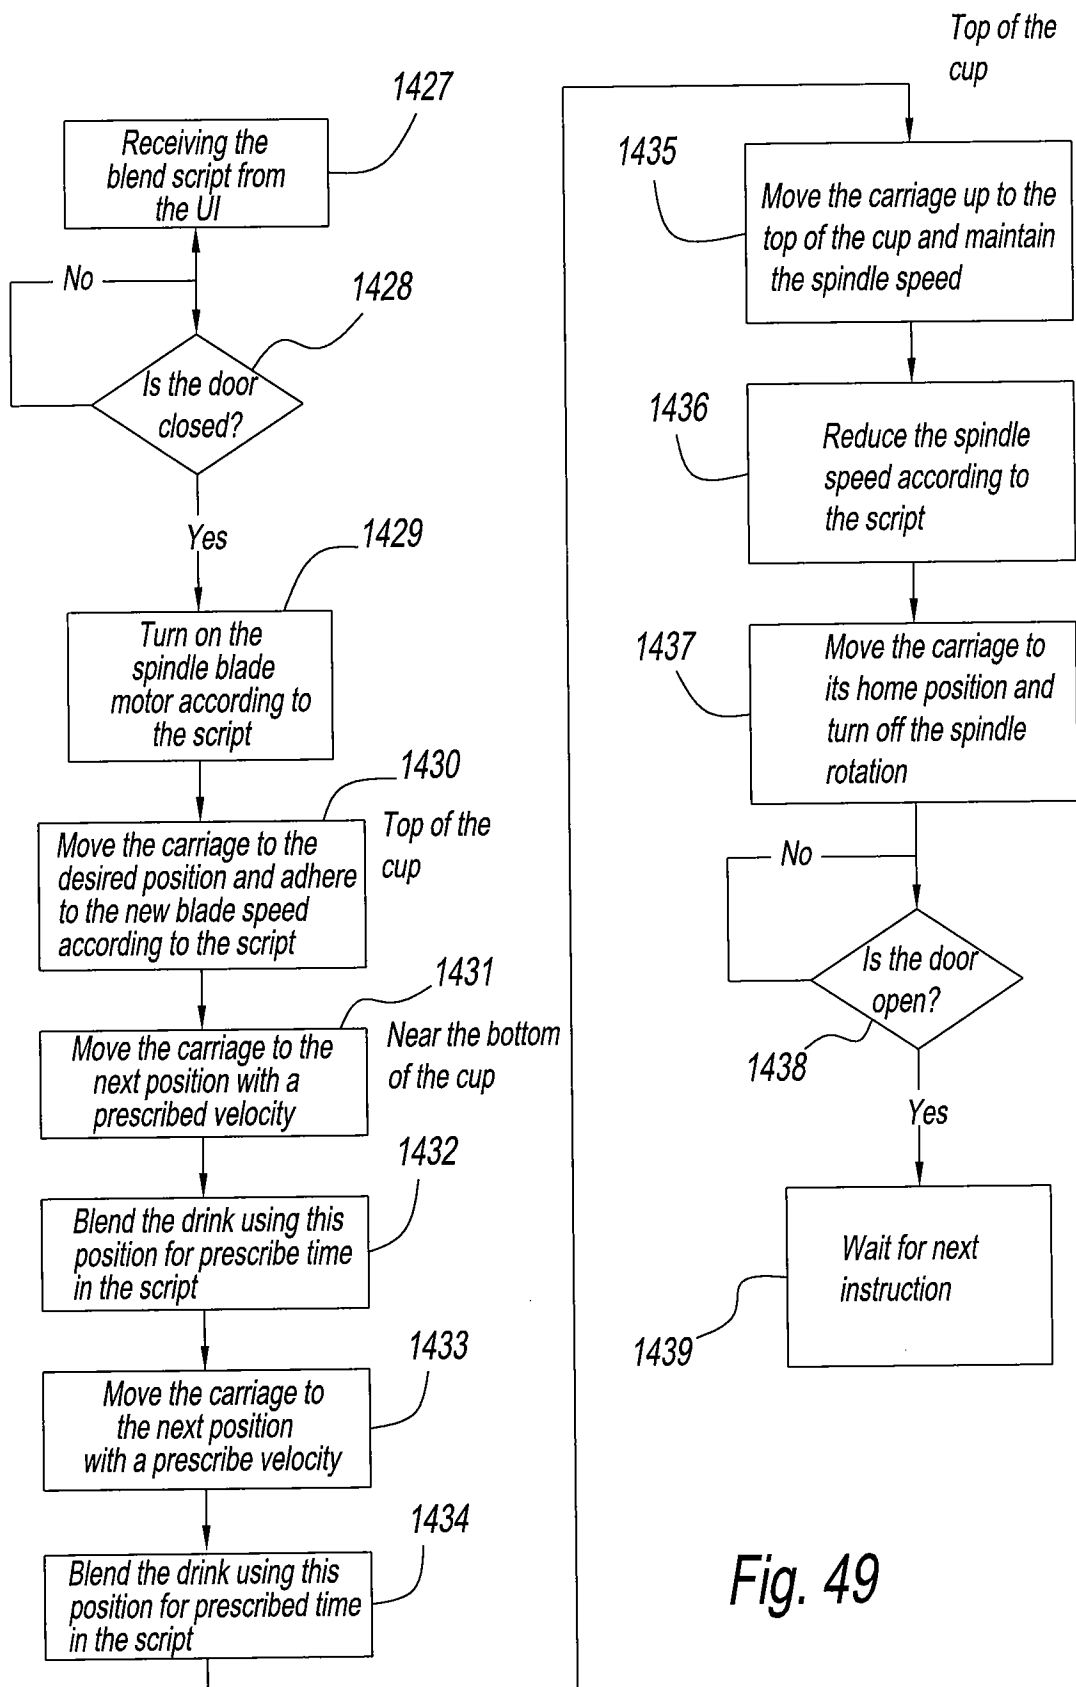 1427
Receiving the
blend script from
the UI
No
1428
Is the door
closed?
Yes
1429
Turn on the
spindle blade
motor according to
the script
1430
Top of the
cup
Move the carriage to the
desired position and adhere
to the new blade speed
according to the script
1431
Near the bottom
of the cup
Move the carriage to the
next position with a
prescribed velocity
1432
Blend the drink using this
position for prescribe time
in the script
1433
Move the carriage to
the next position
with a prescribe velocity
1434
Blend the drink using this
position for prescribed time
in the script
Top of the
cup
1435
Move the carriage up to the
top of the cup and maintain
the spindle speed
1436
Reduce the spindle
speed according to
the script
1437
Move the carriage to
its home position and
turn off the spindle
rotation
No
Is the door
open?
1438
Yes
Wait for next
instruction
1439
Fig. 49